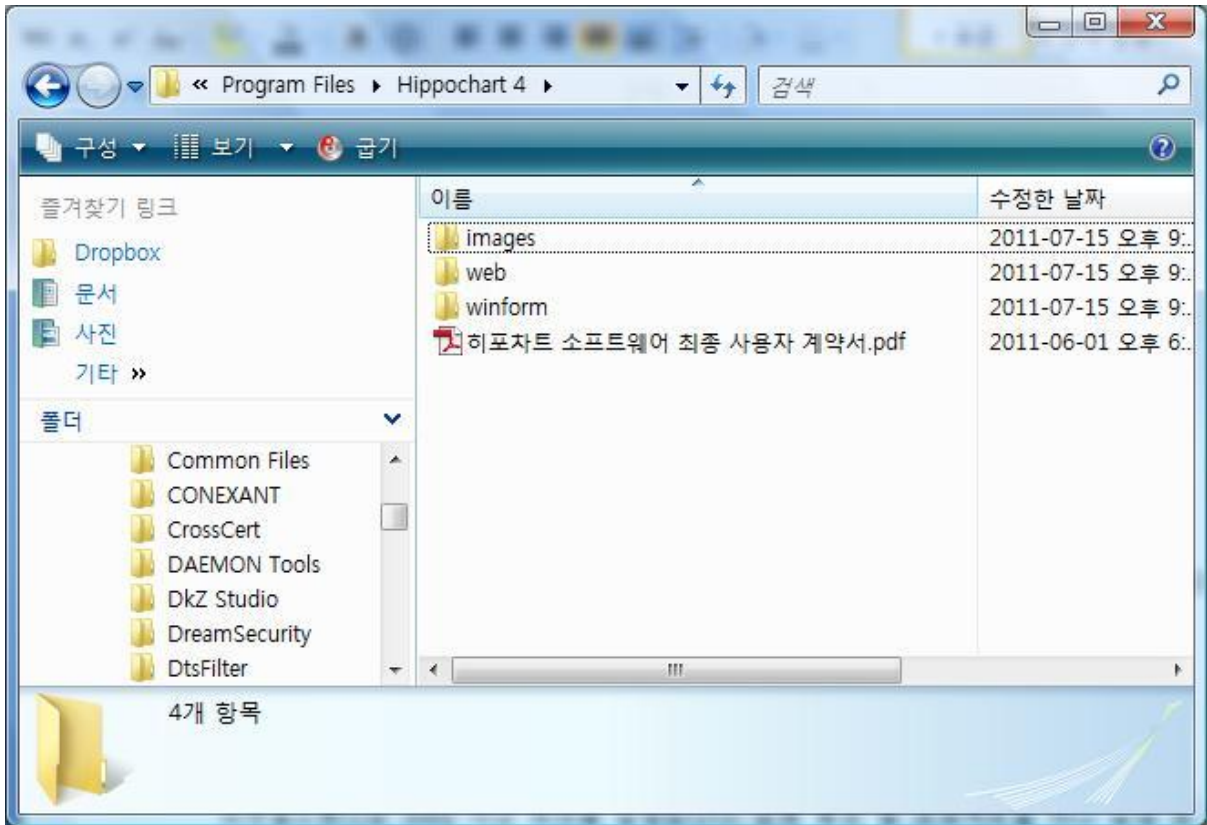 « Program Files ▸ Hippochart 4 ▸ 검색
구성 보기 굽기
즐겨찾기 링크
Dropbox
문서
사진
기타 »
폴더
Common Files
CONEXANT
CrossCert
DAEMON Tools
DkZ Studio
DreamSecurity
DtsFilter
이름 수정한 날짜
images 2011-07-15 오후 9:..
web 2011-07-15 오후 9:..
winform 2011-07-15 오후 9:..
히포차트 소프트웨어 최종 사용자 계약서.pdf 2011-06-01 오후 6:..
4개 항목